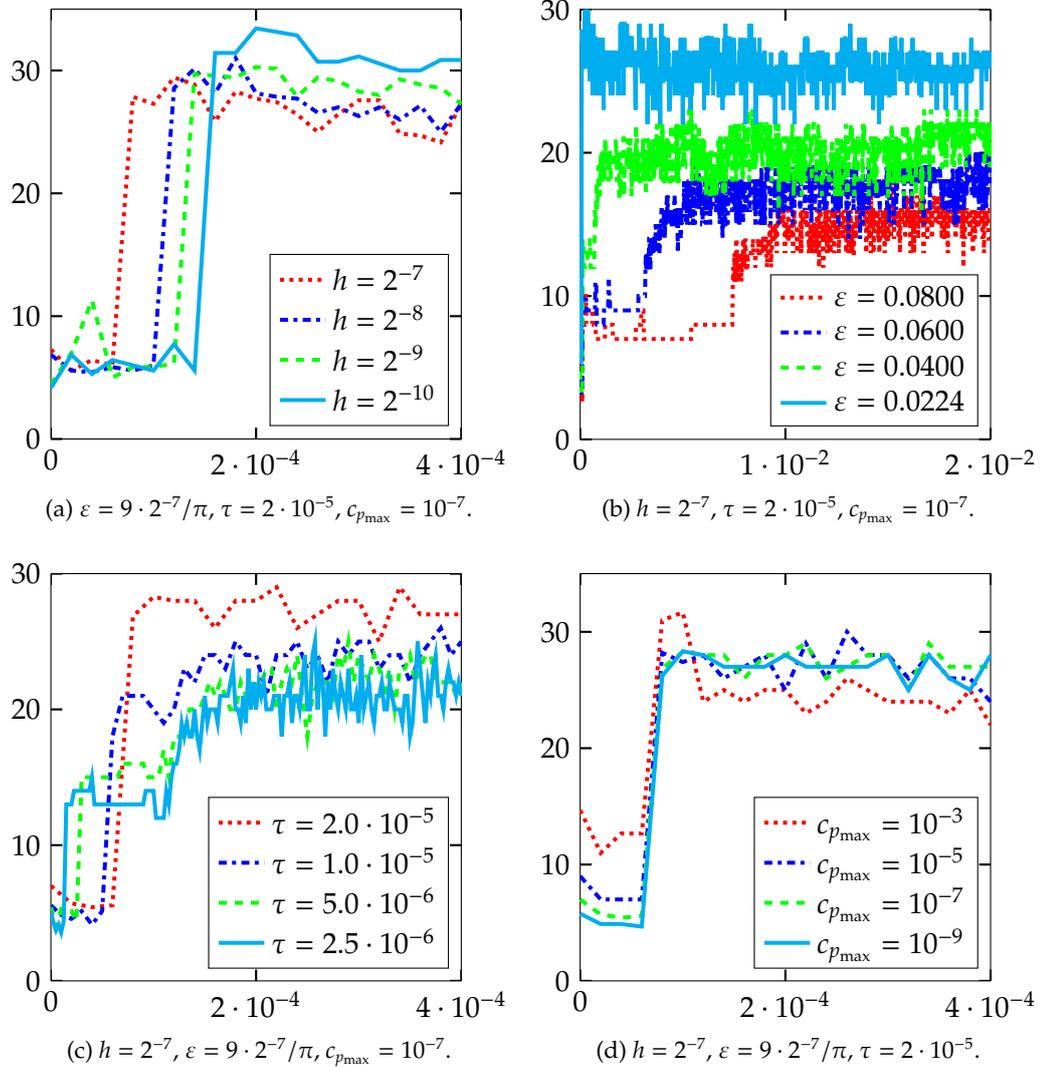 30
20
10
0
0
2 · 10⁻⁴
4 · 10⁻⁴
h = 2⁻⁷
h = 2⁻⁸
h = 2⁻⁹
h = 2⁻¹⁰
(a) ε = 9 · 2⁻⁷/π, τ = 2 · 10⁻⁵, c_{p_max} = 10⁻⁷.
30
20
10
0
0
1 · 10⁻²
2 · 10⁻²
ε = 0.0800
ε = 0.0600
ε = 0.0400
ε = 0.0224
(b) h = 2⁻⁷, τ = 2 · 10⁻⁵, c_{p_max} = 10⁻⁷.
30
20
10
0
0
2 · 10⁻⁴
4 · 10⁻⁴
τ = 2.0 · 10⁻⁵
τ = 1.0 · 10⁻⁵
τ = 5.0 · 10⁻⁶
τ = 2.5 · 10⁻⁶
(c) h = 2⁻⁷, ε = 9 · 2⁻⁷/π, c_{p_max} = 10⁻⁷.
30
20
10
0
0
2 · 10⁻⁴
4 · 10⁻⁴
c_{p_max} = 10⁻³
c_{p_max} = 10⁻⁵
c_{p_max} = 10⁻⁷
c_{p_max} = 10⁻⁹
(d) h = 2⁻⁷, ε = 9 · 2⁻⁷/π, τ = 2 · 10⁻⁵.